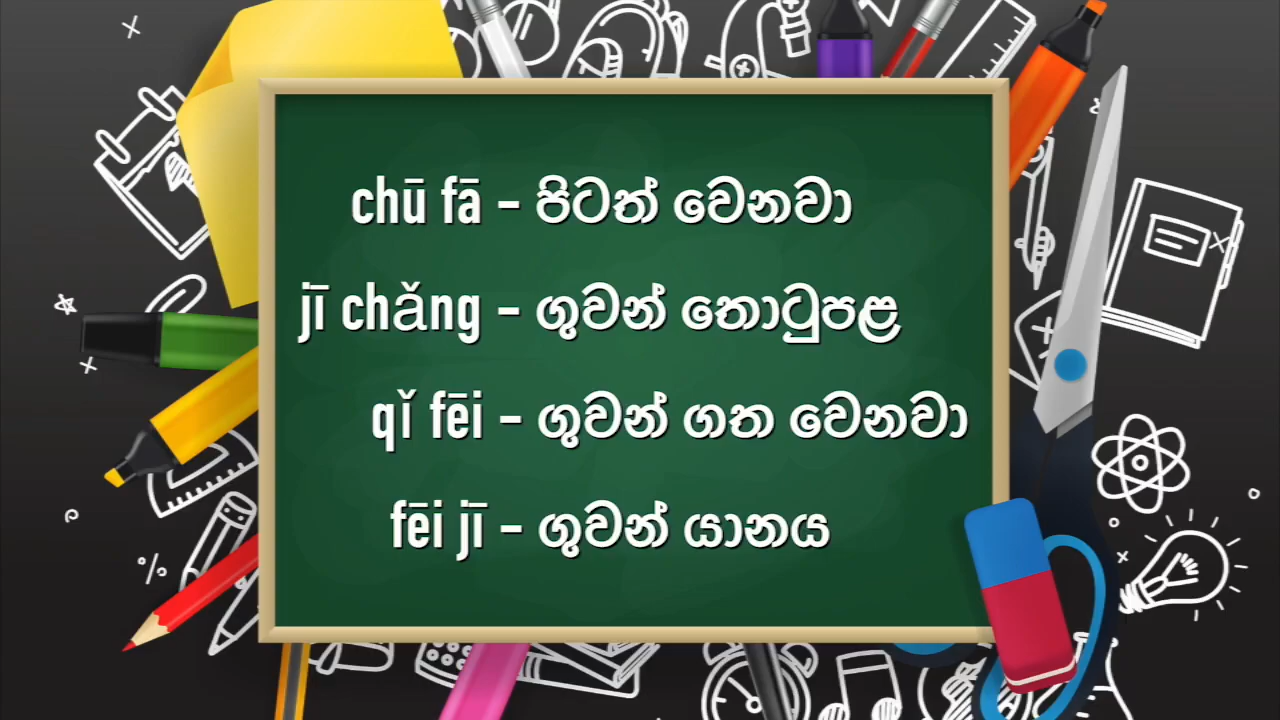 chū fā – පිටත් වෙනවා
jī chǎng – ගුවන් තොටුපළ
qǐ fēi – ගුවන් ගත වෙනවා
fēi jī – ගුවන් යානය